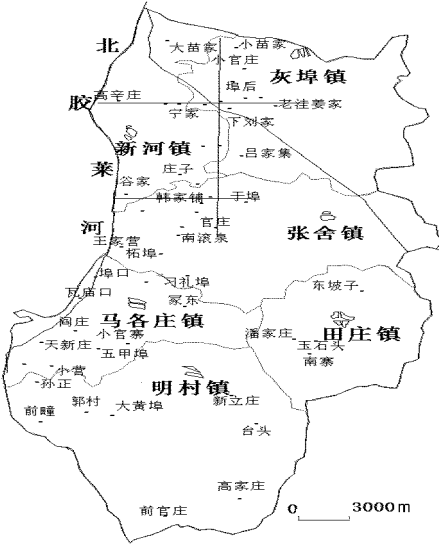 北
胶
莱
河
大苗家
小苗家
小官庄
灰埠镇
埠后
高辛庄
老洼姜家
宁家
下刘家
新河镇
吕家集
庄子
谷家
韩家铺
于埠
官庄
张舍镇
王家营
南滚泉
柘埠
埠口
刁礼埠
东坡子
瓦庙口
冢东
阎庄
马各庄镇
田庄镇
小官寨
潘家庄
天新庄
玉石头
五甲埠
南寨
小营
孙正
明村镇
郭村
大黄埠
新立庄
前疃
台头
高家庄
前官庄
0 3000m